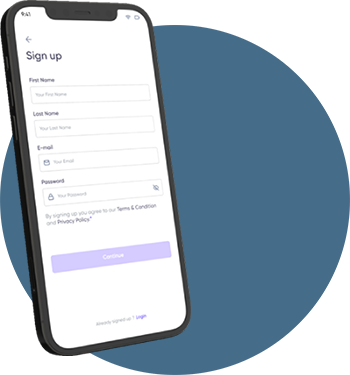 9:41
Sign up
First Name
Your First Name
Last Name
Your Last Name
E-mail
Your Email
Password
Your Password
By signing up you agree to our Terms & Condition
and Privacy Policy.*
Continue
Already signed up ? Login